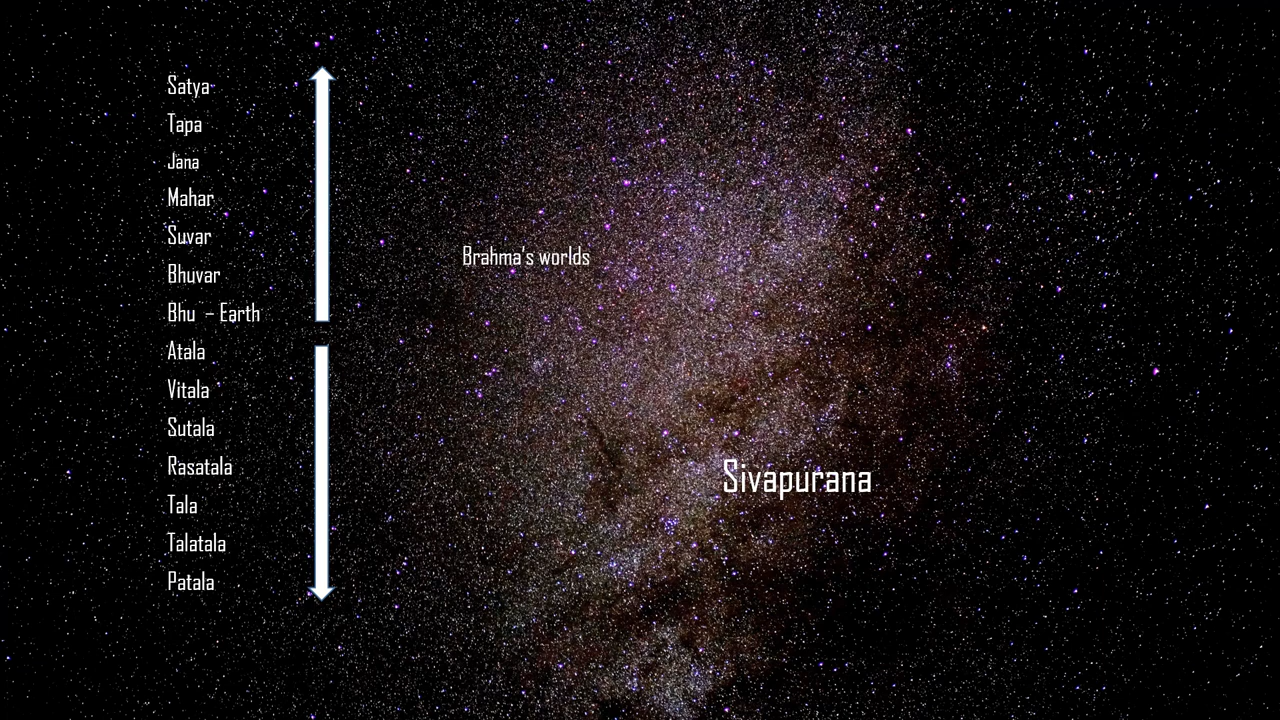 Satya
Tapa
Jana
Mahar
Suvar
Bhuvar
Bhu – Earth
Atala
Vitala
Sutala
Rasatala
Tala
Talatala
Patala
Brahma's worlds
Sivapurana